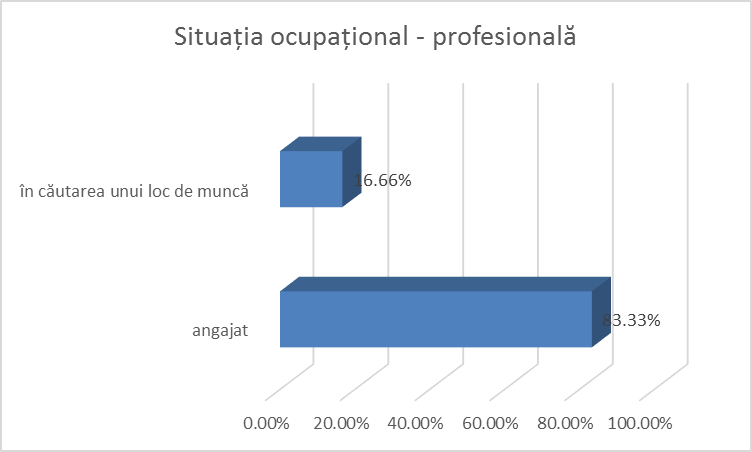 Situația ocupațional - profesională
în căutarea unui loc de muncă
16.66%
angajat
83.33%
0.00% 20.00% 40.00% 60.00% 80.00% 100.00%